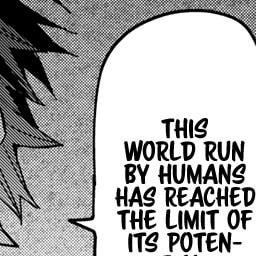 THIS
WORLD RUN
BY HUMANS
HAS REACHED
THE LIMIT OF
ITS POTEN-